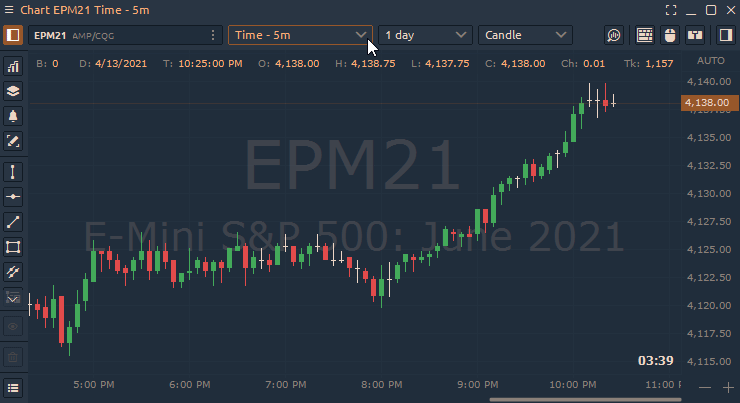 Chart EPM21 Time - 5m
EPM21 AMP/CQG Time - 5m 1 day Candle
B: 0 D: 4/13/2021 T: 10:25:00 PM O: 4,138.00 H: 4,138.75 L: 4,137.75 C: 4,138.00 Ch: 0.01 Tk: 1,157 AUTO
4,140.00
4,138.00
4,135.00
4,132.50
4,130.00
4,127.50
4,125.00
4,122.50
4,120.00
4,117.50
4,115.00
EPM21
E-Mini S&P 500: June 2021
03:39
5:00 PM 6:00 PM 7:00 PM 8:00 PM 9:00 PM 10:00 PM 11:00 P